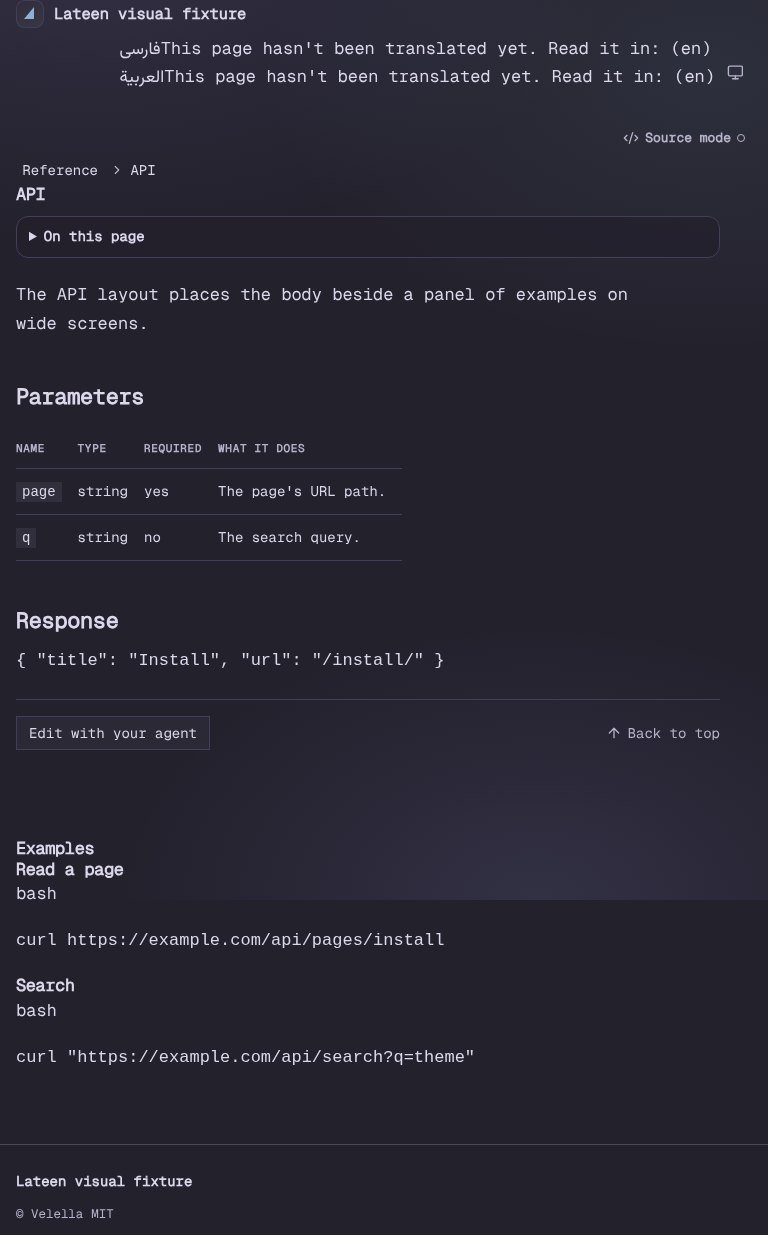 Lateen visual fixture
فارسیThis page hasn't been translated yet. Read it in: (en)
العربيةThis page hasn't been translated yet. Read it in: (en)
Source mode
Reference > API
API
On this page
The API layout places the body beside a panel of examples on
wide screens.
Parameters
NAME TYPE REQUIRED WHAT IT DOES
page string yes The page's URL path.
q string no The search query.
Response
{ "title": "Install", "url": "/install/" }
Edit with your agent ↑ Back to top
Examples
Read a page
bash
curl https://example.com/api/pages/install
Search
bash
curl "https://example.com/api/search?q=theme"
Lateen visual fixture
© Velella MIT